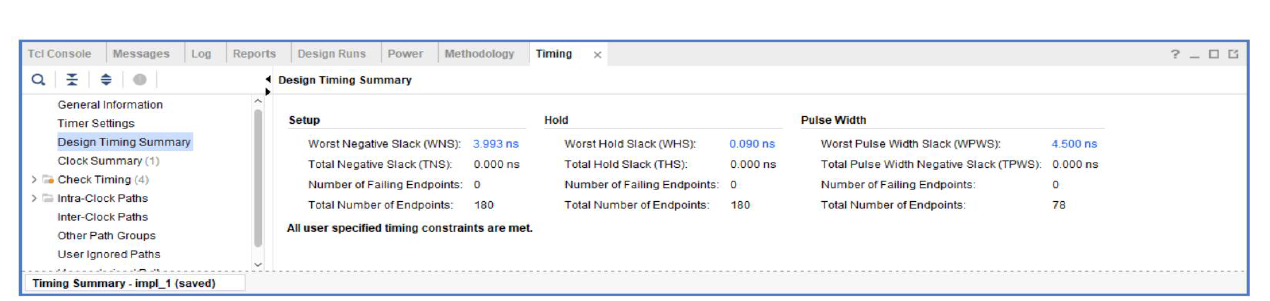 Tcl Console Messages Log Reports Design Runs Power Methodology Timing × ? _
Design Timing Summary
General Information
Timer Settings
Design Timing Summary
Clock Summary (1)
> Check Timing (4)
> Intra-Clock Paths
Inter-Clock Paths
Other Path Groups
User Ignored Paths
Setup Hold Pulse Width
Worst Negative Slack (WNS): 3.993 ns Worst Hold Slack (WHS): 0.090 ns Worst Pulse Width Slack (WPWS): 4.500 ns
Total Negative Slack (TNS): 0.000 ns Total Hold Slack (THS): 0.000 ns Total Pulse Width Negative Slack (TPWS): 0.000 ns
Number of Failing Endpoints: 0 Number of Failing Endpoints: 0 Number of Failing Endpoints: 0
Total Number of Endpoints: 180 Total Number of Endpoints: 180 Total Number of Endpoints: 78
All user specified timing constraints are met.
Timing Summary - impl_1 (saved)